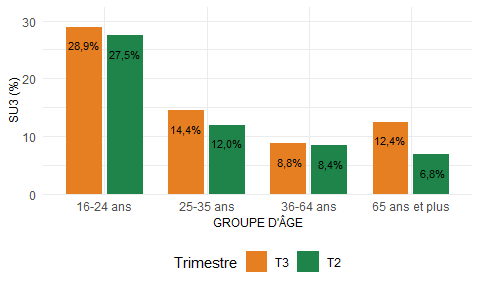 SU3 (%)
30
20
10
0
28,9%
27,5%
14,4%
12,0%
8,8%
8,4%
12,4%
6,8%
16-24 ans
25-35 ans
36-64 ans
65 ans et plus
GROUPE D'ÂGE
Trimestre T3 T2